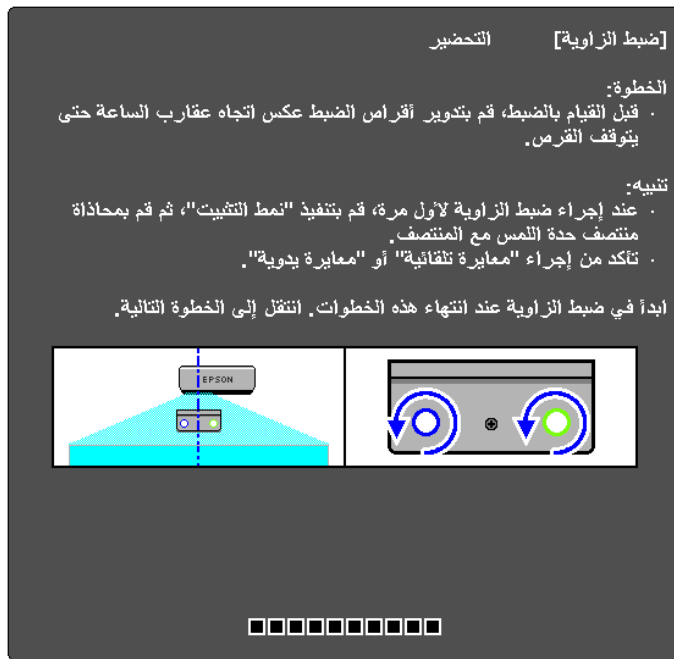 [ضبط الزاوية] التحضير
الخطوة:
· قبل القيام بالضبط، قم بتدوير أقراص الضبط عكس اتجاه عقارب الساعة حتى
يتوقف القرص.
تنبيه:
· عند إجراء ضبط الزاوية لأول مرة، قم بتنفيذ "نمط التثبيت"، ثم قم بمحاذاة
منتصف حدة اللمس مع المنتصف.
· تأكد من إجراء "معايرة تلقائية" أو "معايرة يدوية".
ابدأ في ضبط الزاوية عند انتهاء هذه الخطوات. انتقل إلى الخطوة التالية.
EPSON